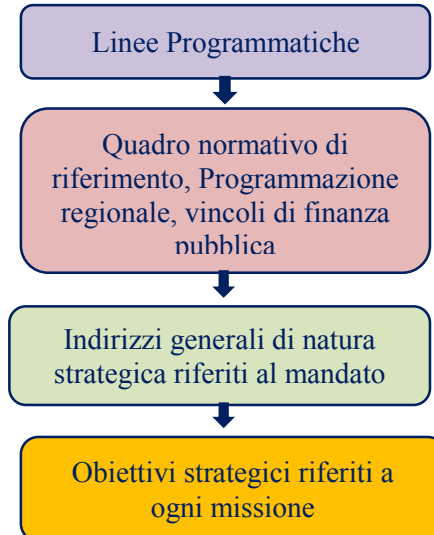 Linee Programmatiche
Quadro normativo di
riferimento, Programmazione
regionale, vincoli di finanza
pubblica
Indirizzi generali di natura
strategica riferiti al mandato
Obiettivi strategici riferiti a
ogni missione